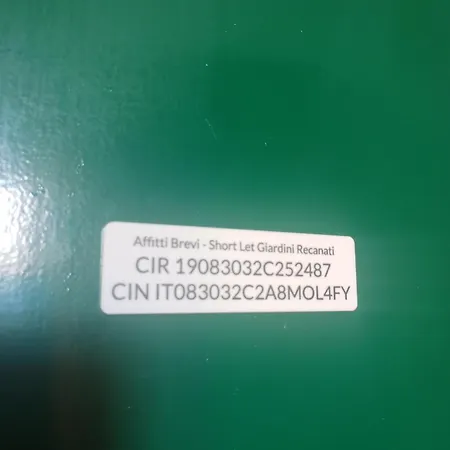 Affitti Brevi - Short Let Giardini Recanati
CIR 19083032C252487
CIN IT083032C2A8MOL4FY